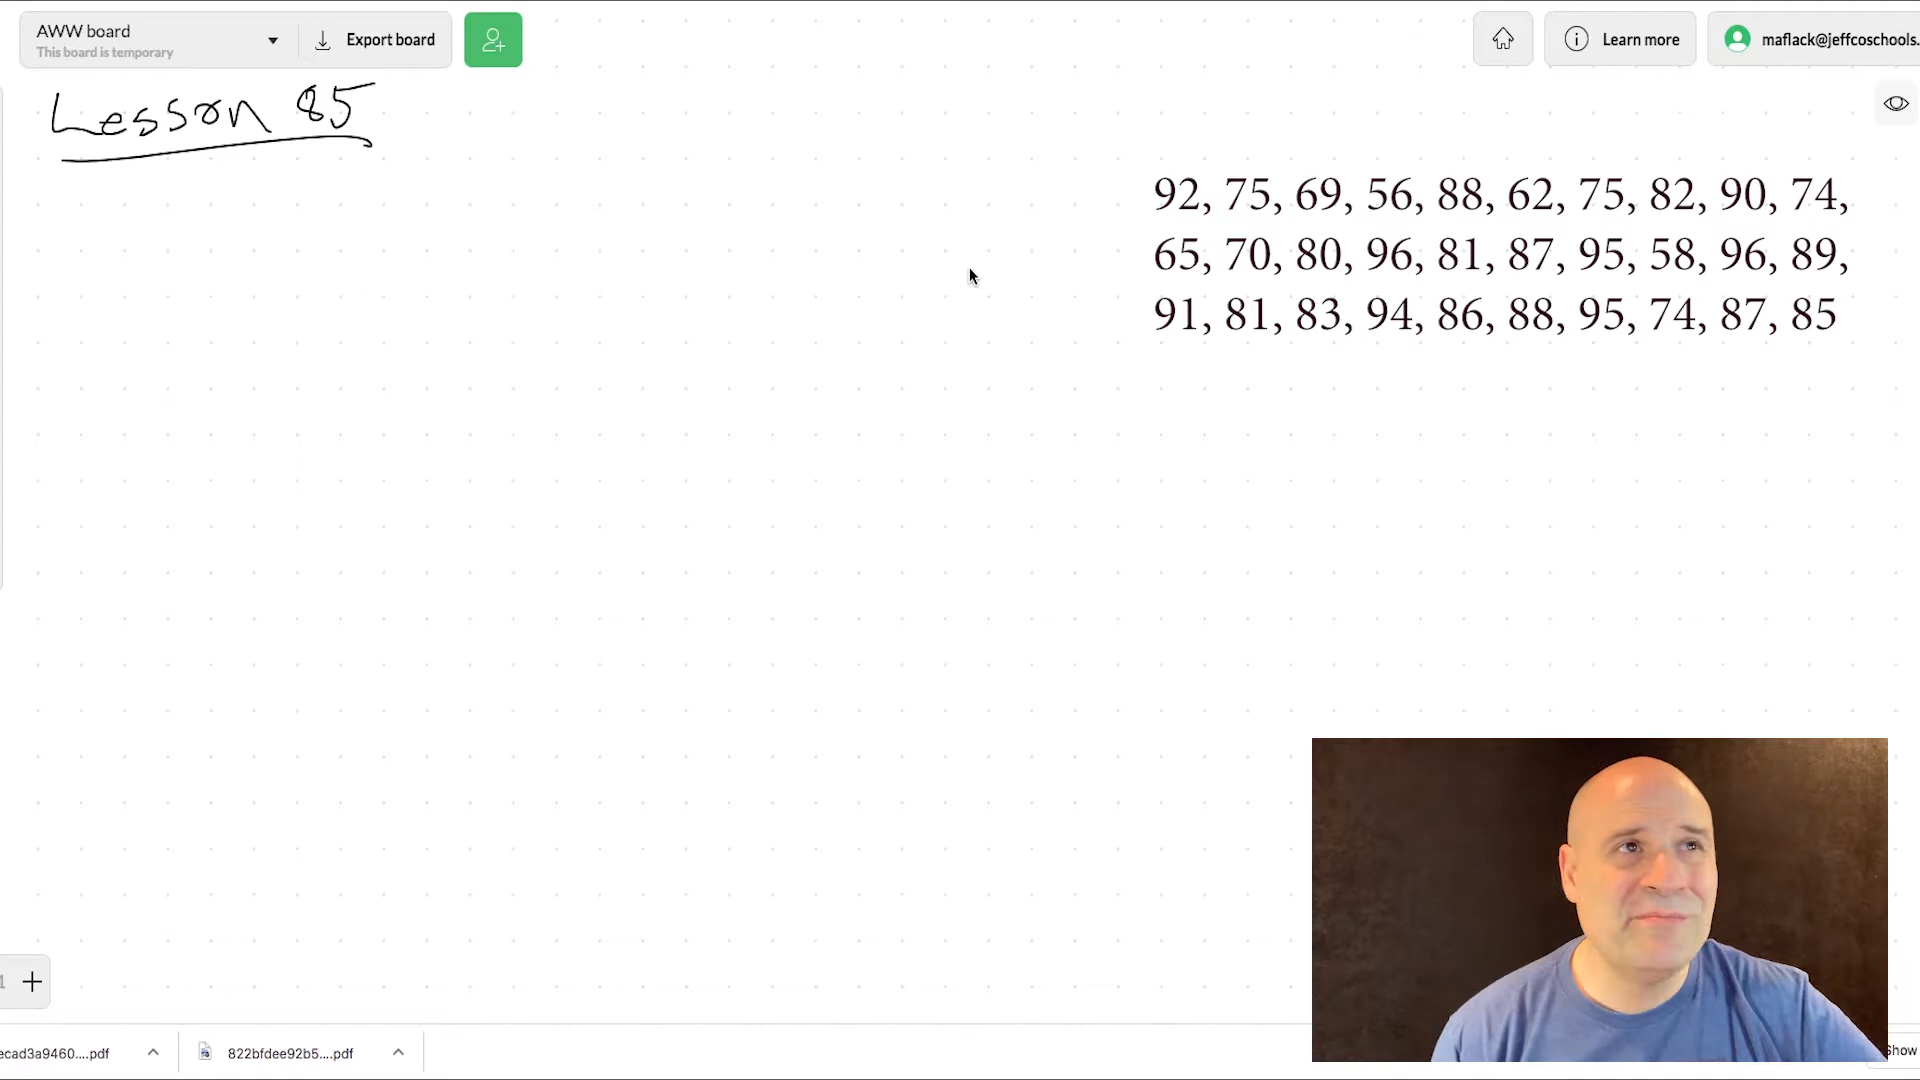 AWW board
This board is temporary
Export board
Learn more
maflack@jeffcoschools.
Lesson 85
92, 75, 69, 56, 88, 62, 75, 82, 90, 74,
65, 70, 80, 96, 81, 87, 95, 58, 96, 89,
91, 81, 83, 94, 86, 88, 95, 74, 87, 85
1
ecad3a9460....pdf
822bfdee92b5....pdf
Show